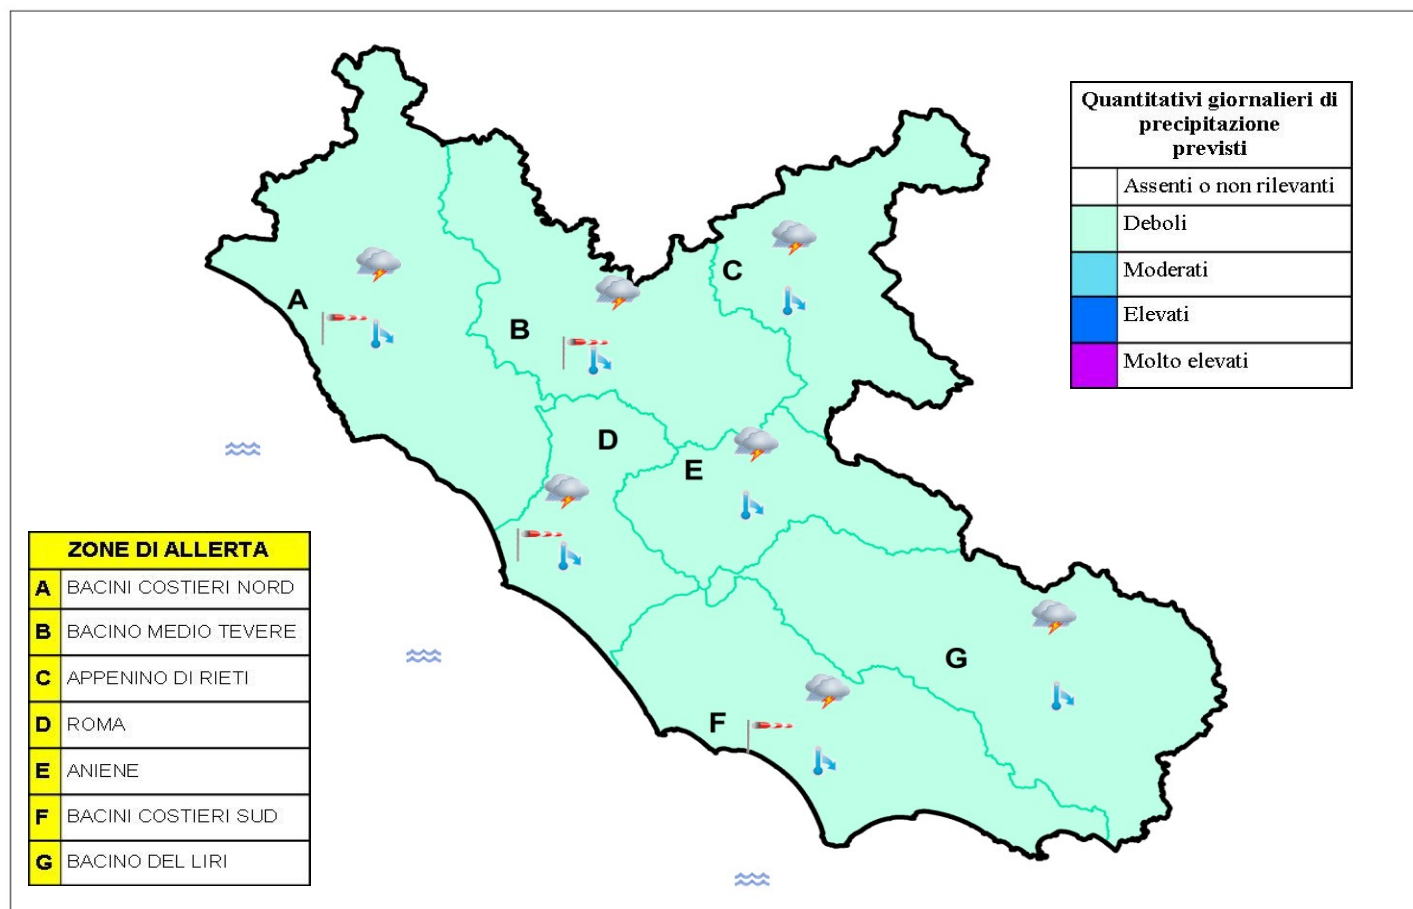 Quantitativi giornalieri di
precipitazione
previsti
Assenti o non rilevanti
Deboli
Moderati
Elevati
Molto elevati
A
B
C
D
E
F
G
ZONE DI ALLERTA
A BACINI COSTIERI NORD
B BACINO MEDIO TEVERE
C APPENINO DI RIETI
D ROMA
E ANIENE
F BACINI COSTIERI SUD
G BACINO DEL LIRI